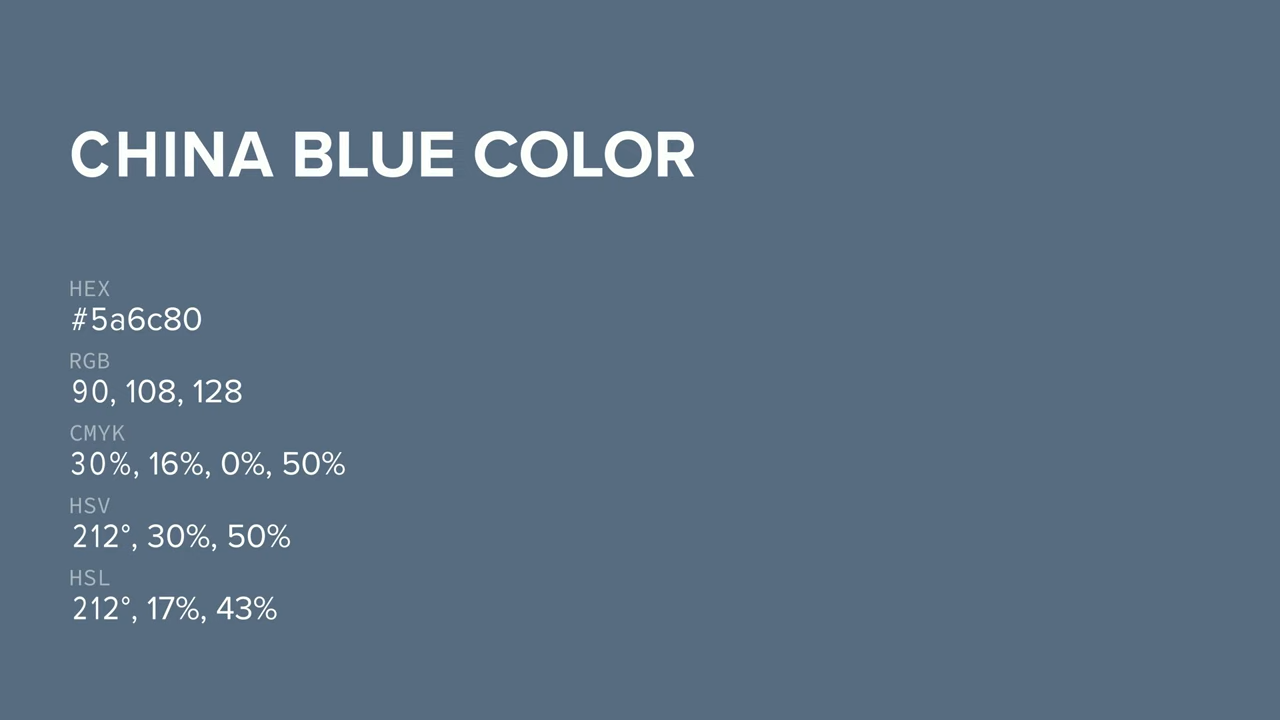 CHINA BLUE COLOR
HEX
#5a6c80
RGB
90, 108, 128
CMYK
30%, 16%, 0%, 50%
HSV
212°, 30%, 50%
HSL
212°, 17%, 43%